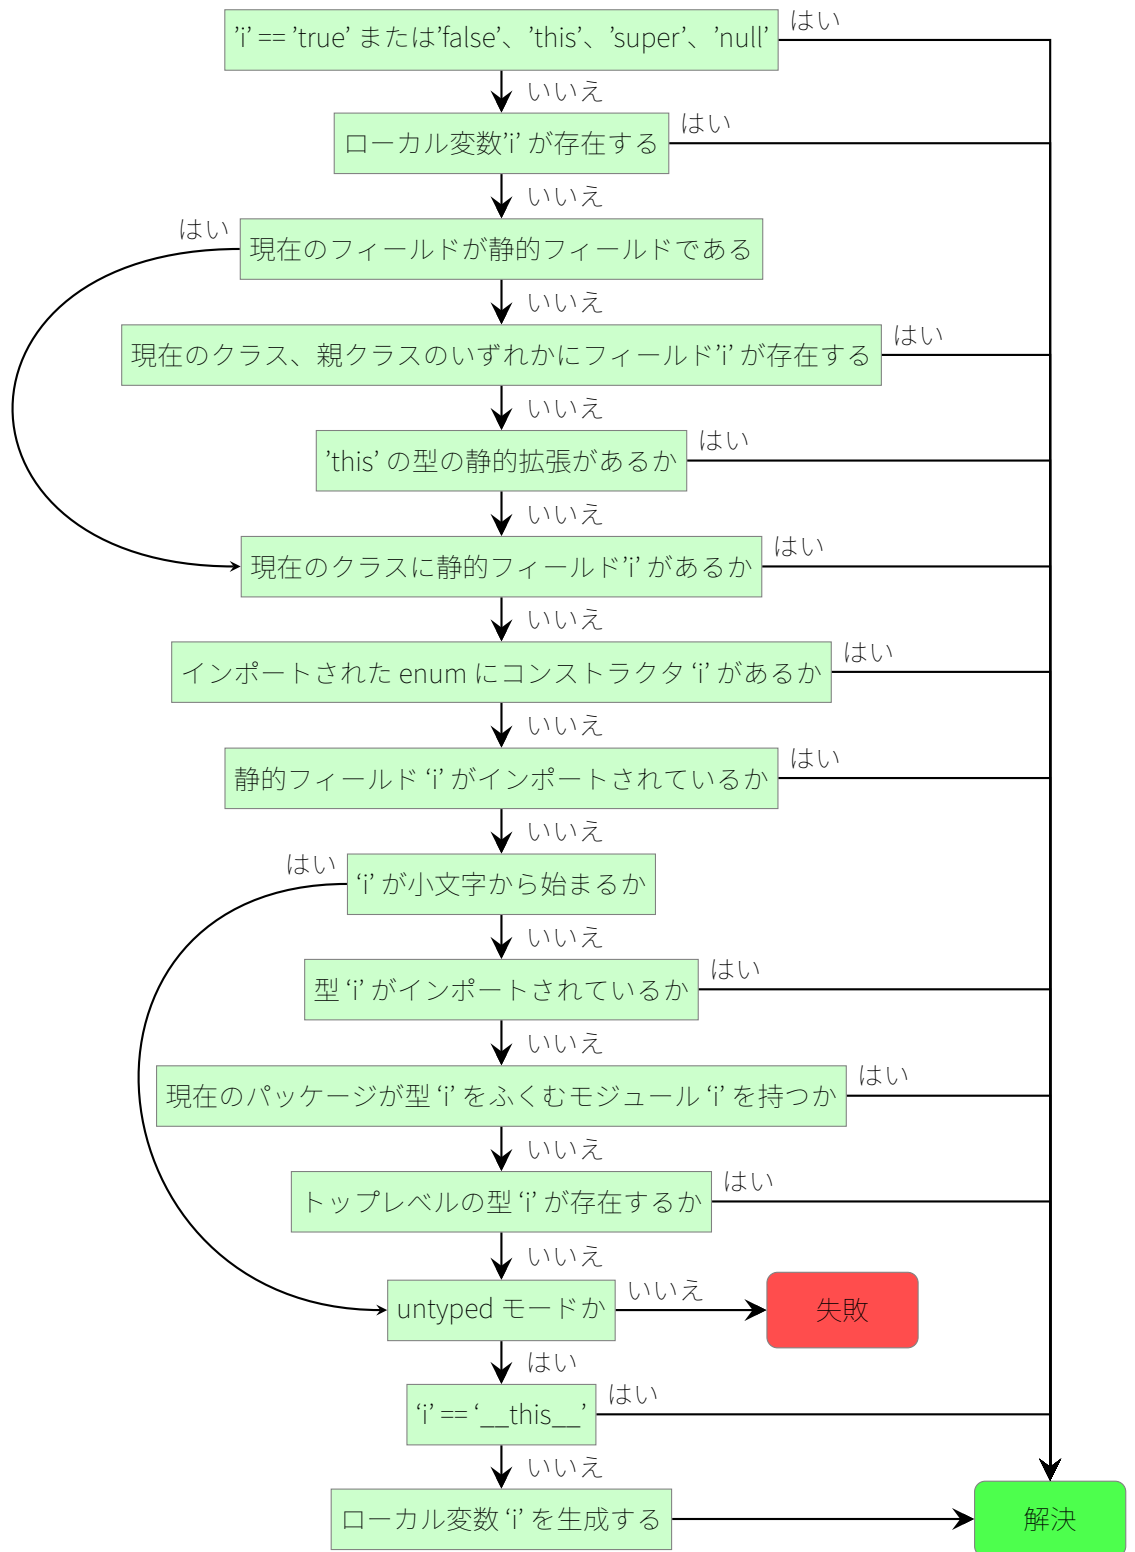 ’i’ == ’true’ または’false’、’this’、’super’、’null’
はい
いいえ
ローカル変数’i’ が存在する
はい
いいえ
はい
現在のフィールドが静的フィールドである
いいえ
現在のクラス、親クラスのいずれかにフィールド’i’ が存在する
はい
いいえ
’this’ の型の静的拡張があるか
はい
いいえ
現在のクラスに静的フィールド’i’ があるか
はい
いいえ
インポートされた enum にコンストラクタ ‘i’ があるか
はい
いいえ
静的フィールド ‘i’ がインポートされているか
はい
いいえ
はい
‘i’ が小文字から始まるか
いいえ
型 ‘i’ がインポートされているか
はい
いいえ
現在のパッケージが型 ‘i’ をふくむモジュール ‘i’ を持つか
はい
いいえ
トップレベルの型 ‘i’ が存在するか
はい
いいえ
untyped モードか
いいえ
失敗
はい
‘i’ == ‘__this__’
はい
いいえ
ローカル変数 ‘i’ を生成する
解決